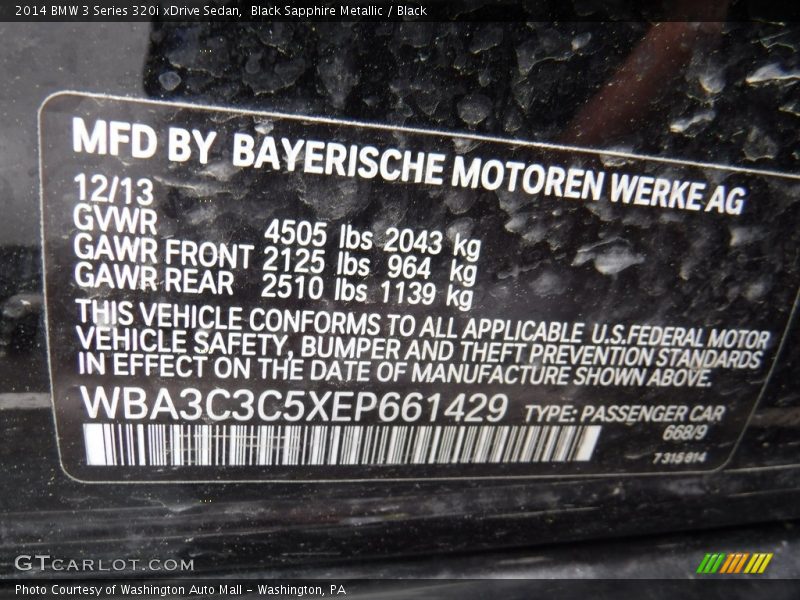 2014 BMW 3 Series 320i xDrive Sedan, Black Sapphire Metallic / Black
MFD BY BAYERISCHE MOTOREN WERKE AG
12/13
GVWR 4505 lbs 2043 kg
GAWR FRONT 2125 lbs 964 kg
GAWR REAR 2510 lbs 1139 kg
THIS VEHICLE CONFORMS TO ALL APPLICABLE U.S.FEDERAL MOTOR
VEHICLE SAFETY, BUMPER AND THEFT PREVENTION STANDARDS
IN EFFECT ON THE DATE OF MANUFACTURE SHOWN ABOVE.
WBA3C3C5XEP661429 TYPE: PASSENGER CAR
668/9
7315814
GTCARLOT.COM
Photo Courtesy of Washington Auto Mall - Washington, PA